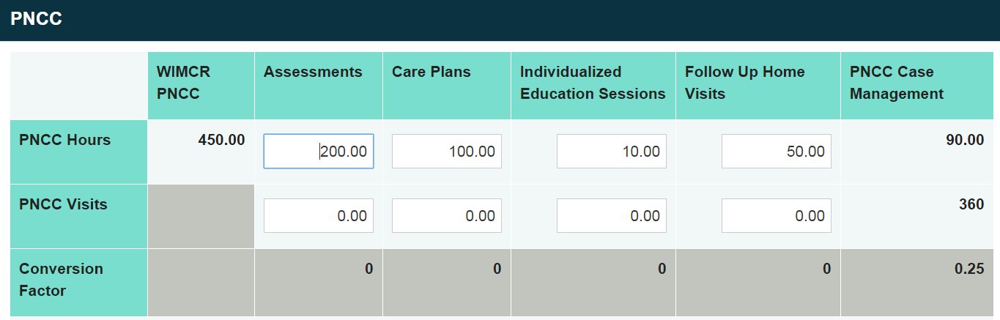 PNCC
WIMCR
PNCC
Assessments
Care Plans
Individualized
Education Sessions
Follow Up Home
Visits
PNCC Case
Management
PNCC Hours
450.00
200.00
100.00
10.00
50.00
90.00
PNCC Visits
0.00
0.00
0.00
0.00
360
Conversion
Factor
0
0
0
0
0.25